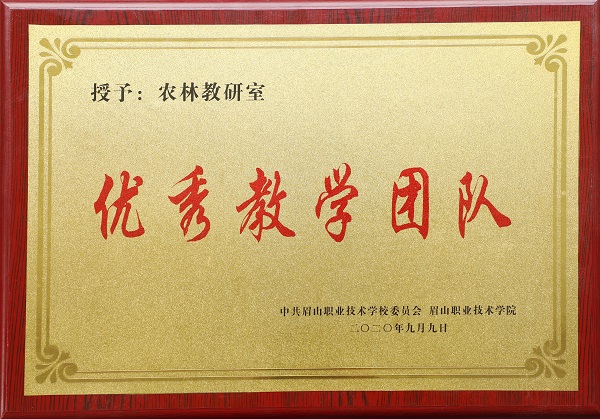 授予：农林教研室
优秀教学团队
中共眉山职业技术学校委员会 眉山职业技术学院
二〇二〇年九月九日